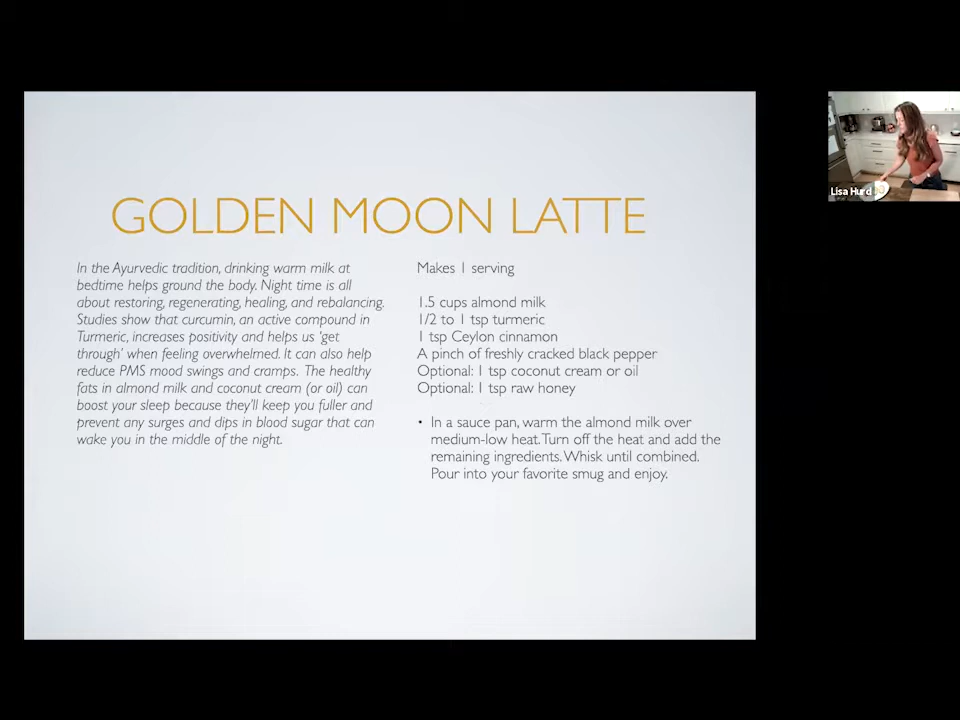 GOLDEN MOON LATTE
In the Ayurvedic tradition, drinking warm milk at
bedtime helps ground the body. Night time is all
about restoring, regenerating, healing, and rebalancing.
Studies show that curcumin, an active compound in
Turmeric, increases positivity and helps us 'get
through' when feeling overwhelmed. It can also help
reduce PMS mood swings and cramps. The healthy
fats in almond milk and coconut cream (or oil) can
boost your sleep because they'll keep you fuller and
prevent any surges and dips in blood sugar that can
wake you in the middle of the night.
Makes 1 serving
1.5 cups almond milk
1/2 to 1 tsp turmeric
1 tsp Ceylon cinnamon
A pinch of freshly cracked black pepper
Optional: 1 tsp coconut cream or oil
Optional: 1 tsp raw honey
• In a sauce pan, warm the almond milk over
medium-low heat. Turn off the heat and add the
remaining ingredients. Whisk until combined.
Pour into your favorite smug and enjoy.
Lisa Hurd